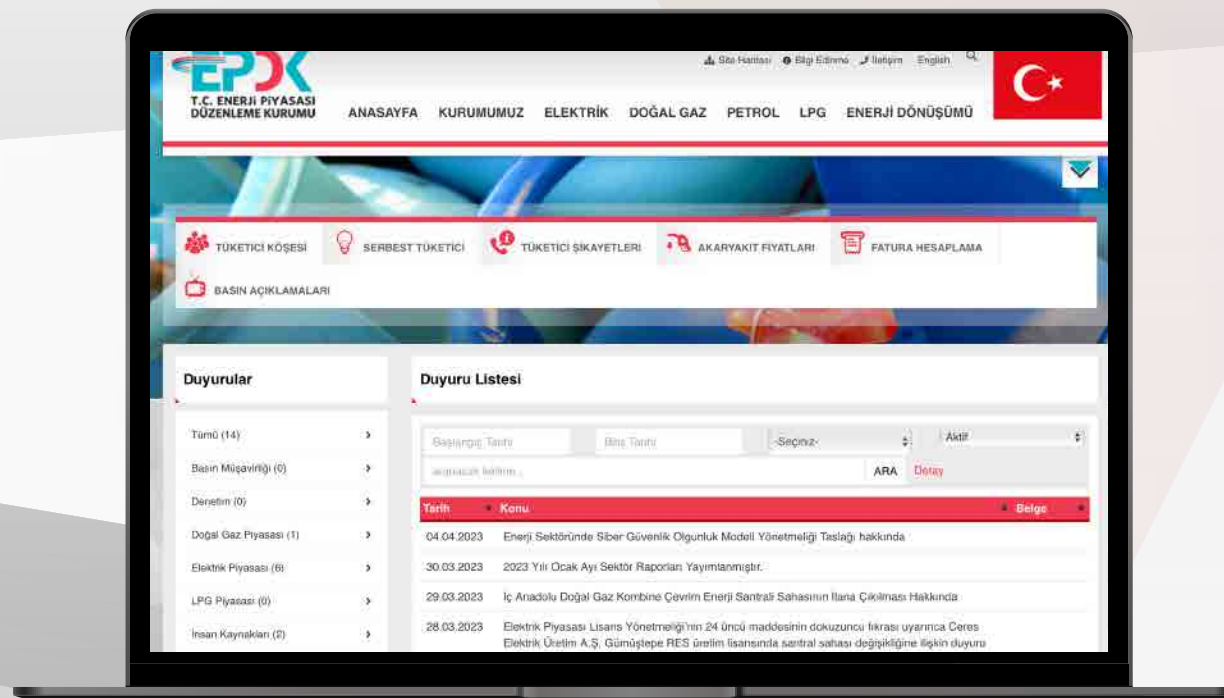 EPDK
T.C. ENERJİ PİYASASI
DÜZENLEME KURUMU
Site Haritası Bilgi Edinme İletişim English
ANASAYFA KURUMUMUZ ELEKTRİK DOĞAL GAZ PETROL LPG ENERJİ DÖNÜŞÜMÜ
TÜKETİCİ KÖŞESİ SERBEST TÜKETİCİ TÜKETİCİ ŞİKAYETLERİ AKARYAKIT FİYATLARI FATURA HESAPLAMA
BASIN AÇIKLAMALARI
Duyurular
Tümü (14)
Basın Müşavirliği (0)
Denetim (0)
Doğal Gaz Piyasası (1)
Elektrik Piyasası (6)
LPG Piyasası (0)
İnsan Kaynakları (2)
Duyuru Listesi
Başlangıç Tarihi Bitiş Tarihi -Seçiniz- Aktif
aranacak kelime... ARA Detay
Tarih Konu Belge
04.04.2023 Enerji Sektöründe Siber Güvenlik Olgunluk Modeli Yönetmeliği Taslağı hakkında
30.03.2023 2023 Yılı Ocak Ayı Sektör Raporları Yayımlanmıştır.
29.03.2023 İç Anadolu Doğal Gaz Kombine Çevrim Enerji Santrali Sahasının İlana Çıkılması Hakkında
28.03.2023 Elektrik Piyasası Lisans Yönetmeliği'nin 24 üncü maddesinin dokuzuncu fıkrası uyarınca Ceres
Elektrik Üretim A.Ş. Gümüştepe RES üretim lisansında santral sahası değişikliğine ilişkin duyuru